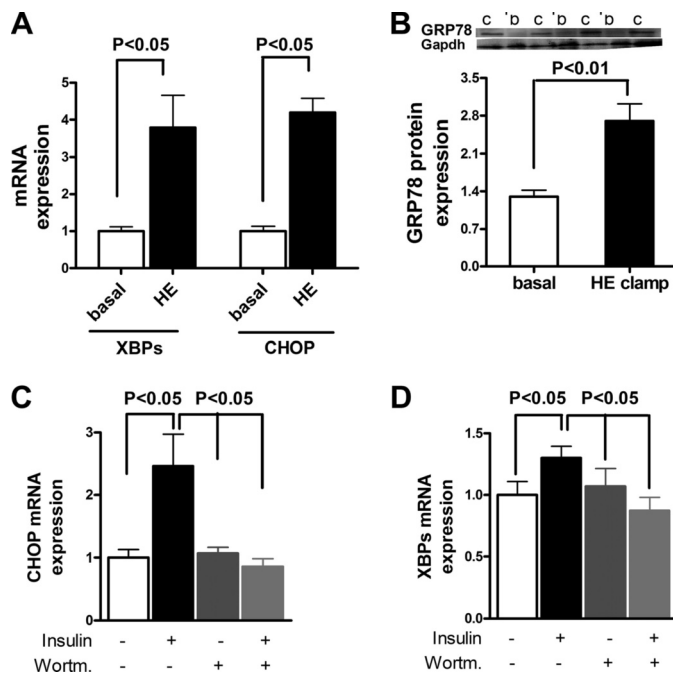 A
P<0.05
P<0.05
mRNA
expression
5
4
3
2
1
0
basal
HE
basal
HE
XBPs
CHOP
B
c 'b c 'b c 'b c
GRP78
Gapdh
P<0.01
GRP78 protein
expression
3.6
2.8
2.1
1.4
0.0
basal
HE clamp
C
P<0.05
P<0.05
CHOP mRNA
expression
3
2
1
0
Insulin - + - +
Wortm. - - + +
D
P<0.05
P<0.05
XBPs mRNA
expression
1.5
1.0
0.5
0.0
Insulin - + - +
Wortm. - - + +